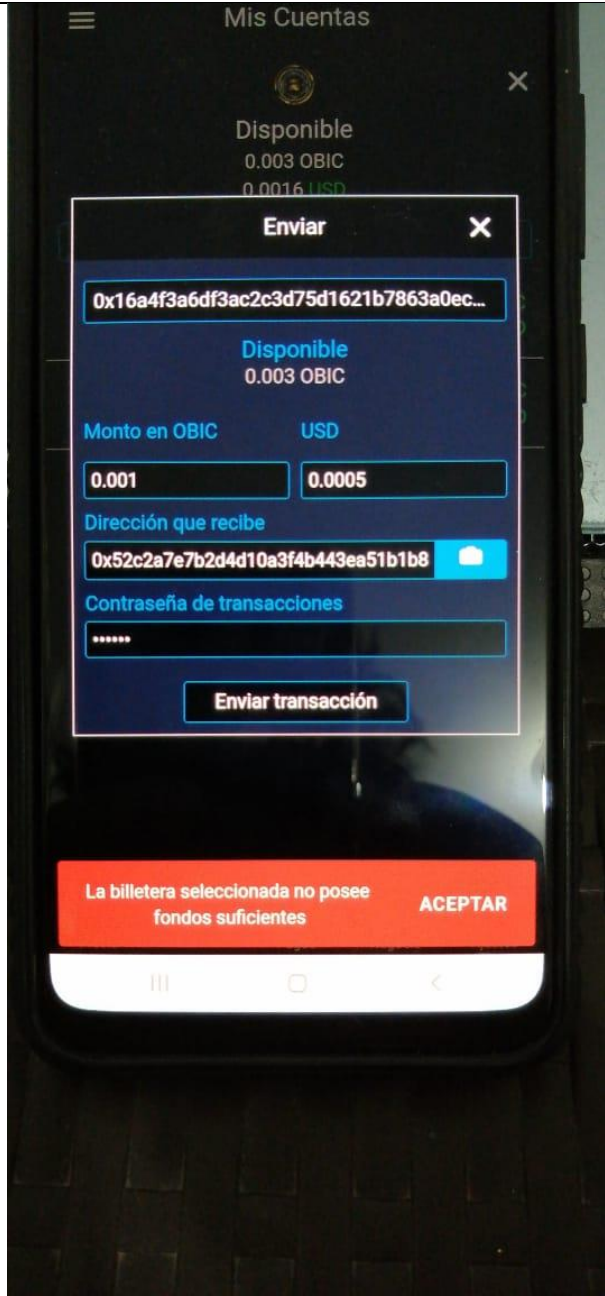 Mis Cuentas
Disponible
0.003 OBIC
0.0016 USD
Enviar
0x16a4f3a6df3ac2c3d75d1621b7863a0ec...
Disponible
0.003 OBIC
Monto en OBIC USD
0.001 0.0005
Dirección que recibe
0x52c2a7e7b2d4d10a3f4b443ea51b1b8
Contraseña de transacciones
••••••
Enviar transacción
La billetera seleccionada no posee
fondos suficientes
ACEPTAR